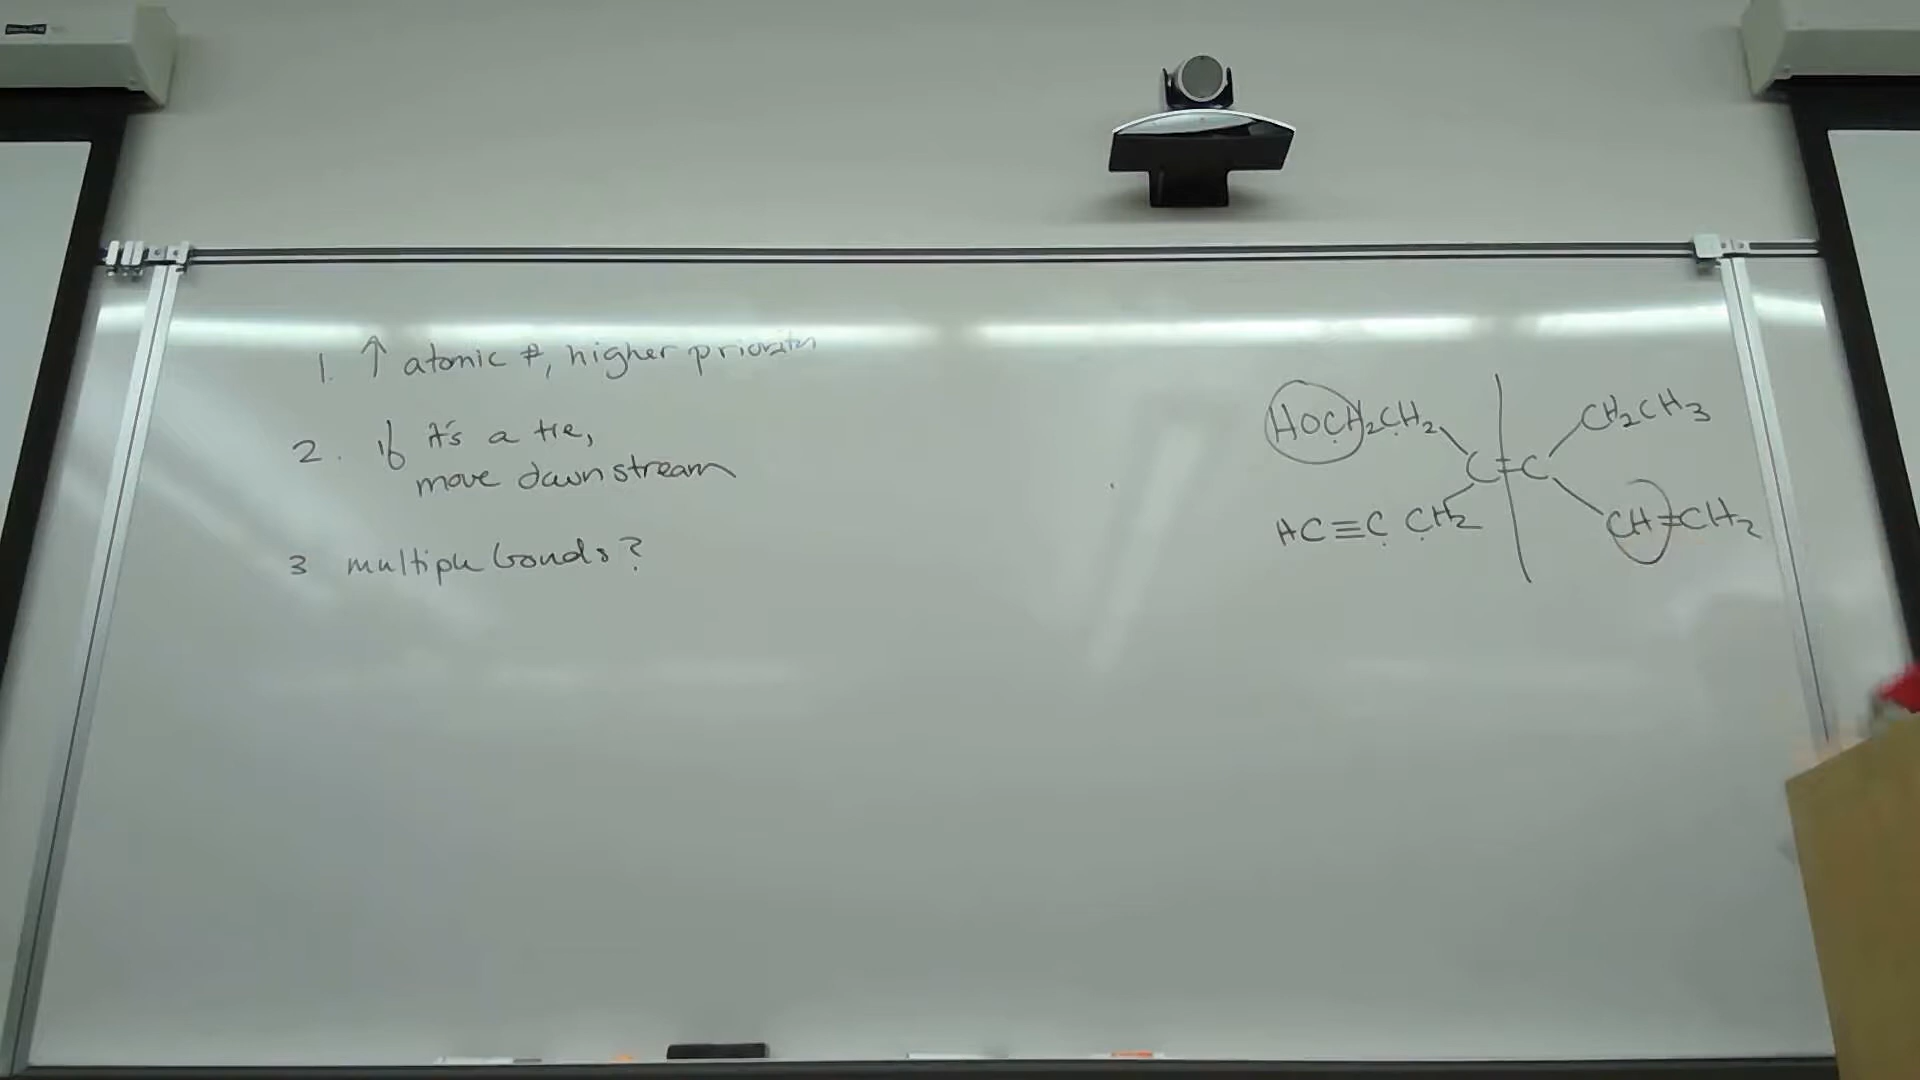 1. ↑ atomic #, higher priority
2. if it's a tie,
move downstream
3 multiple bonds?
HOCH₂CH₂ CH₂CH₃
C=C
HC≡C CH₂ CH=CH₂